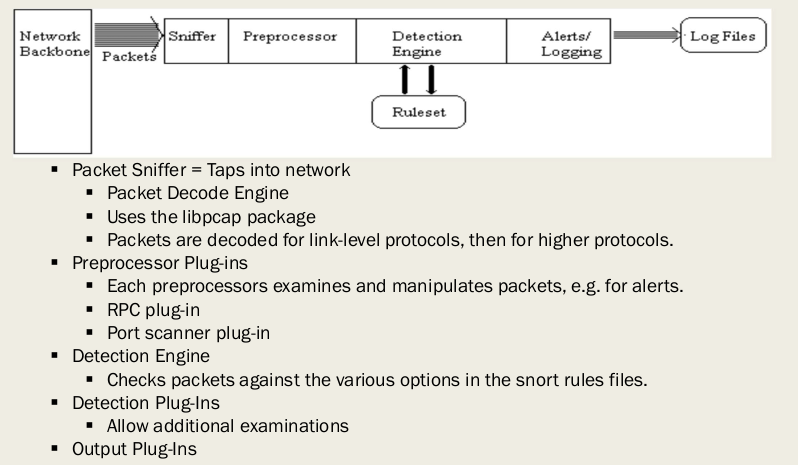 Network
Backbone
Packets
Sniffer
Preprocessor
Detection
Engine
Alerts/
Logging
Log Files
Ruleset
▪ Packet Sniffer = Taps into network
▪ Packet Decode Engine
▪ Uses the libpcap package
▪ Packets are decoded for link-level protocols, then for higher protocols.
▪ Preprocessor Plug-ins
▪ Each preprocessors examines and manipulates packets, e.g. for alerts.
▪ RPC plug-in
▪ Port scanner plug-in
▪ Detection Engine
▪ Checks packets against the various options in the snort rules files.
▪ Detection Plug-Ins
▪ Allow additional examinations
▪ Output Plug-Ins